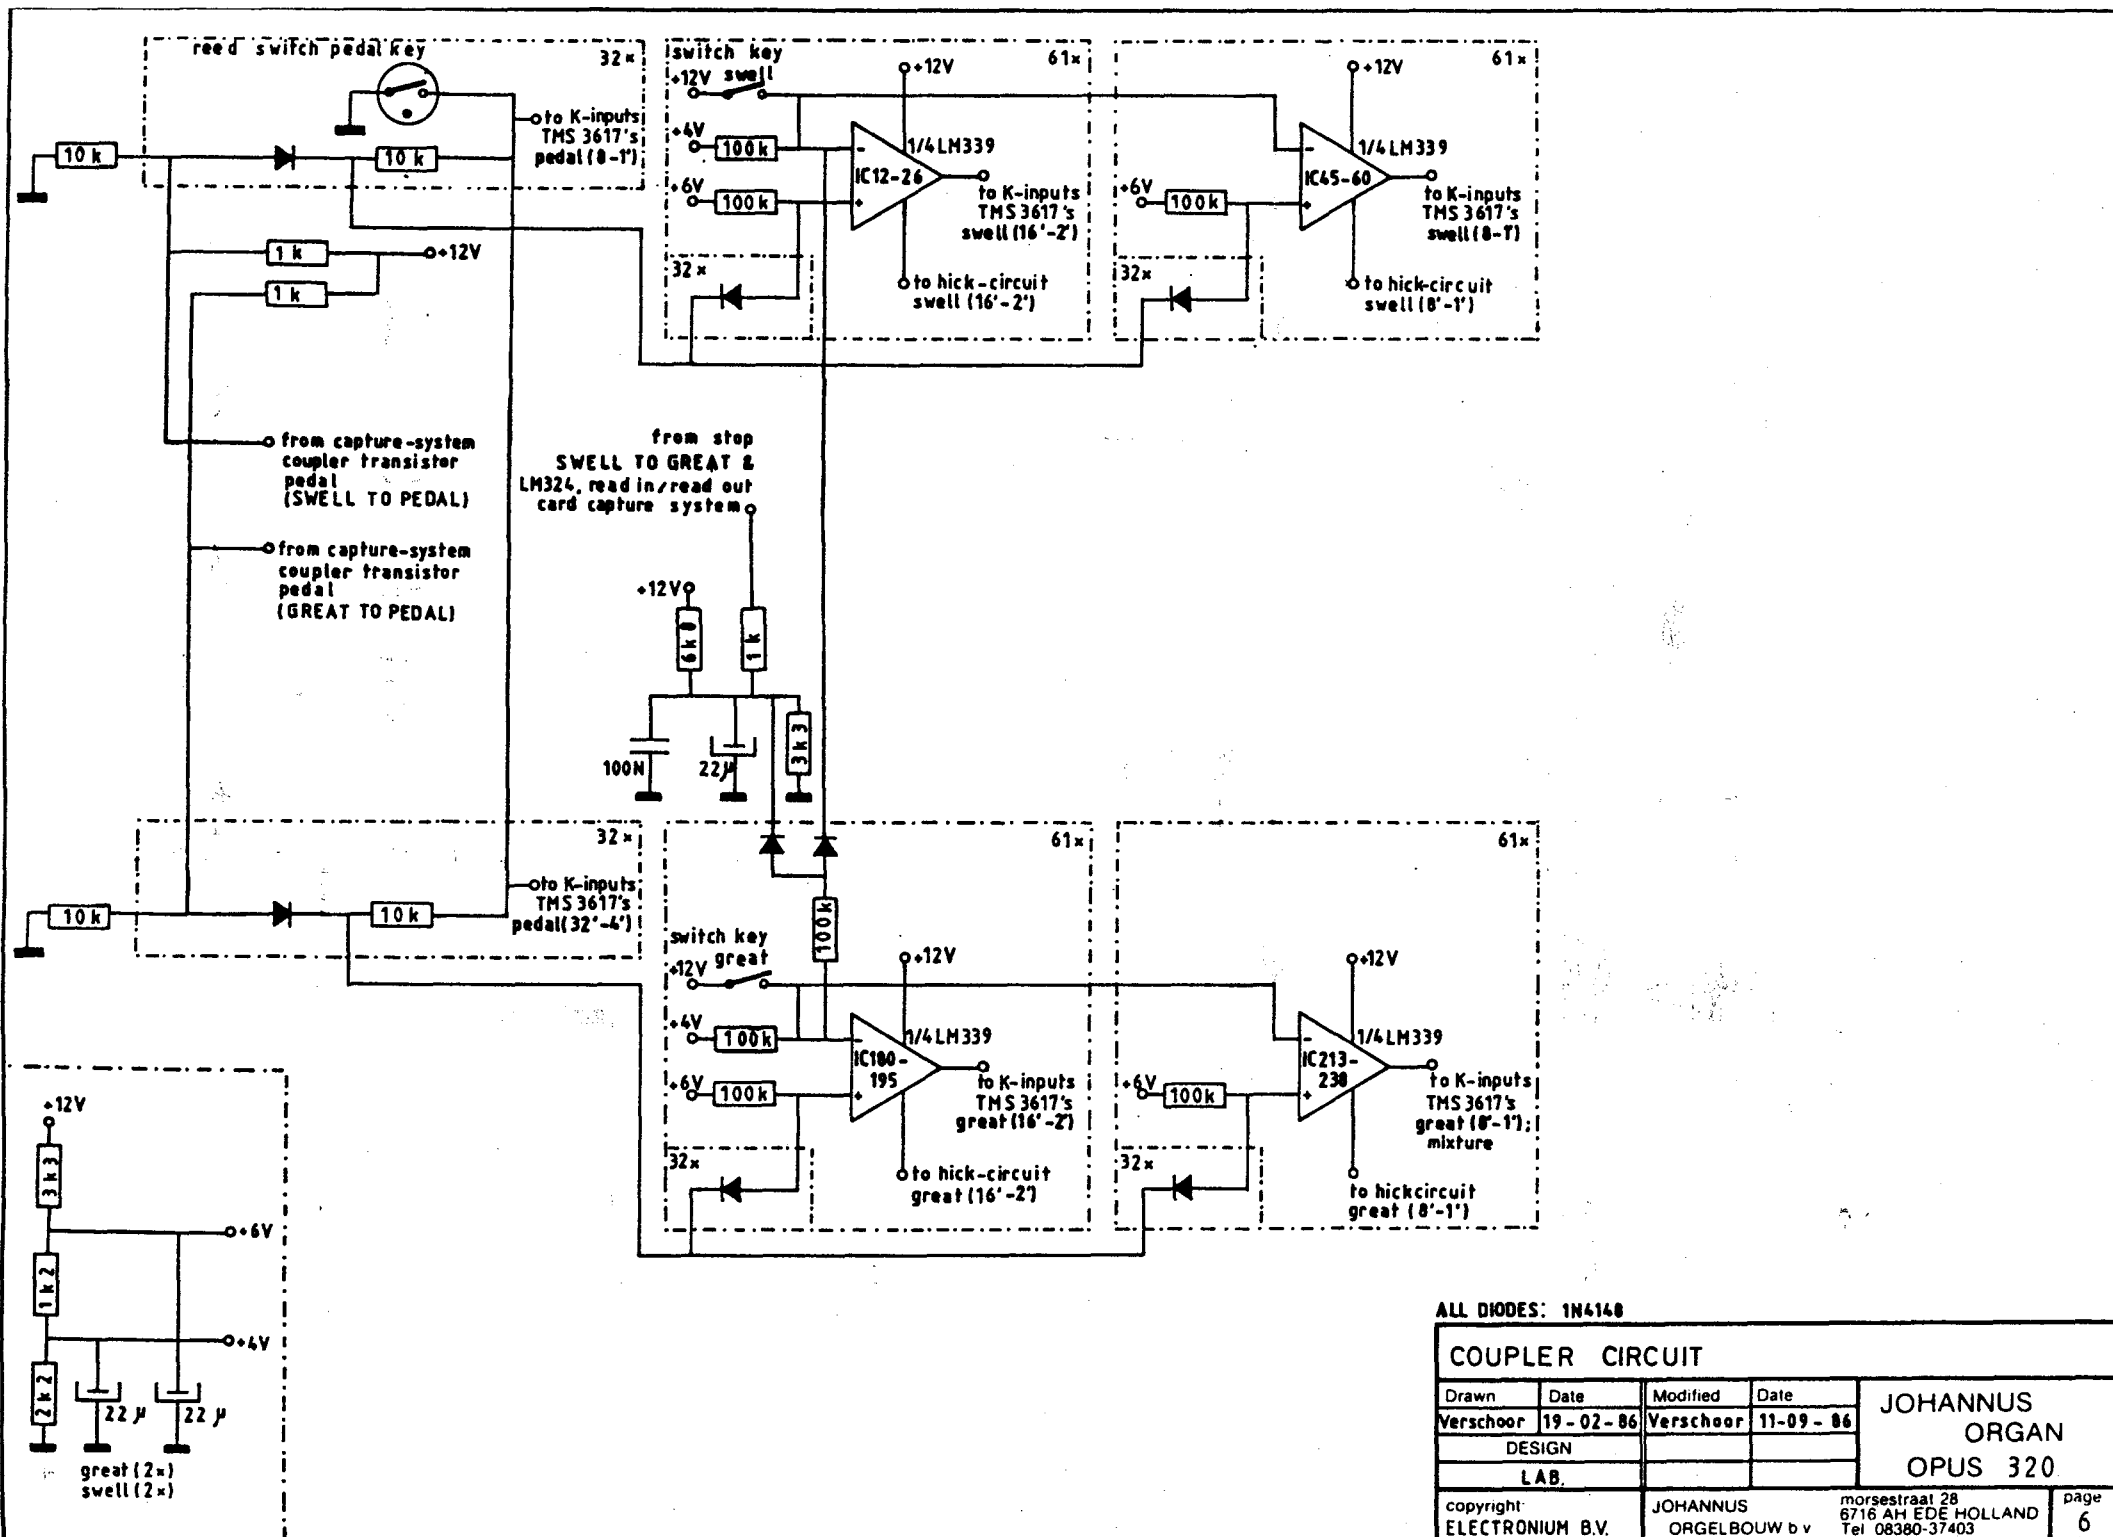 reed switch pedal key
32×
10 k
10 k
to K-inputs
TMS 3617's
pedal (8-1')
1 k
+12V
1 k
switch key
swell
61×
+12V
+12V
+4V
100k
+6V
100k
1/4 LM339
IC12-26
to K-inputs
TMS 3617's
swell (16'-2')
32×
to hick-circuit
swell (16'-2')
61×
+12V
1/4 LM339
IC45-60
+6V
100k
to K-inputs
TMS 3617's
swell (8-1')
32×
to hick-circuit
swell (8'-1')
from capture-system
coupler transistor
pedal
(SWELL TO PEDAL)
from capture-system
coupler transistor
pedal
(GREAT TO PEDAL)
from stop
SWELL TO GREAT &
LM324, read in/read out
card capture system
+12V
6k8
1 k
100N
22µ
3k3
32×
10 k
10 k
to K-inputs
TMS 3617's
pedal (32'-4')
61×
100k
switch key
great
+12V
+12V
+4V
100k
+6V
100k
1/4 LM339
IC180-
195
to K-inputs
TMS 3617's
great (16'-2')
32×
to hick-circuit
great (16'-2')
61×
+12V
1/4 LM339
IC213-
238
+6V
100k
to K-inputs
TMS 3617's
great (8'-1');
mixture
32×
to hickcircuit
great (8'-1')
+12V
3k3
+6V
1k2
+4V
2k2
22 µ
22 µ
great (2×)
swell (2×)
ALL DIODES: 1N4148
COUPLER CIRCUIT
Drawn Date Modified Date
Verschoor 19-02-86 Verschoor 11-09-86
DESIGN
LAB.
JOHANNUS
ORGAN
OPUS 320
copyright
ELECTRONIUM B.V.
JOHANNUS
ORGELBOUW b v
morsestraat 28
6716 AH EDE HOLLAND
Tel 08380-37403
page
6